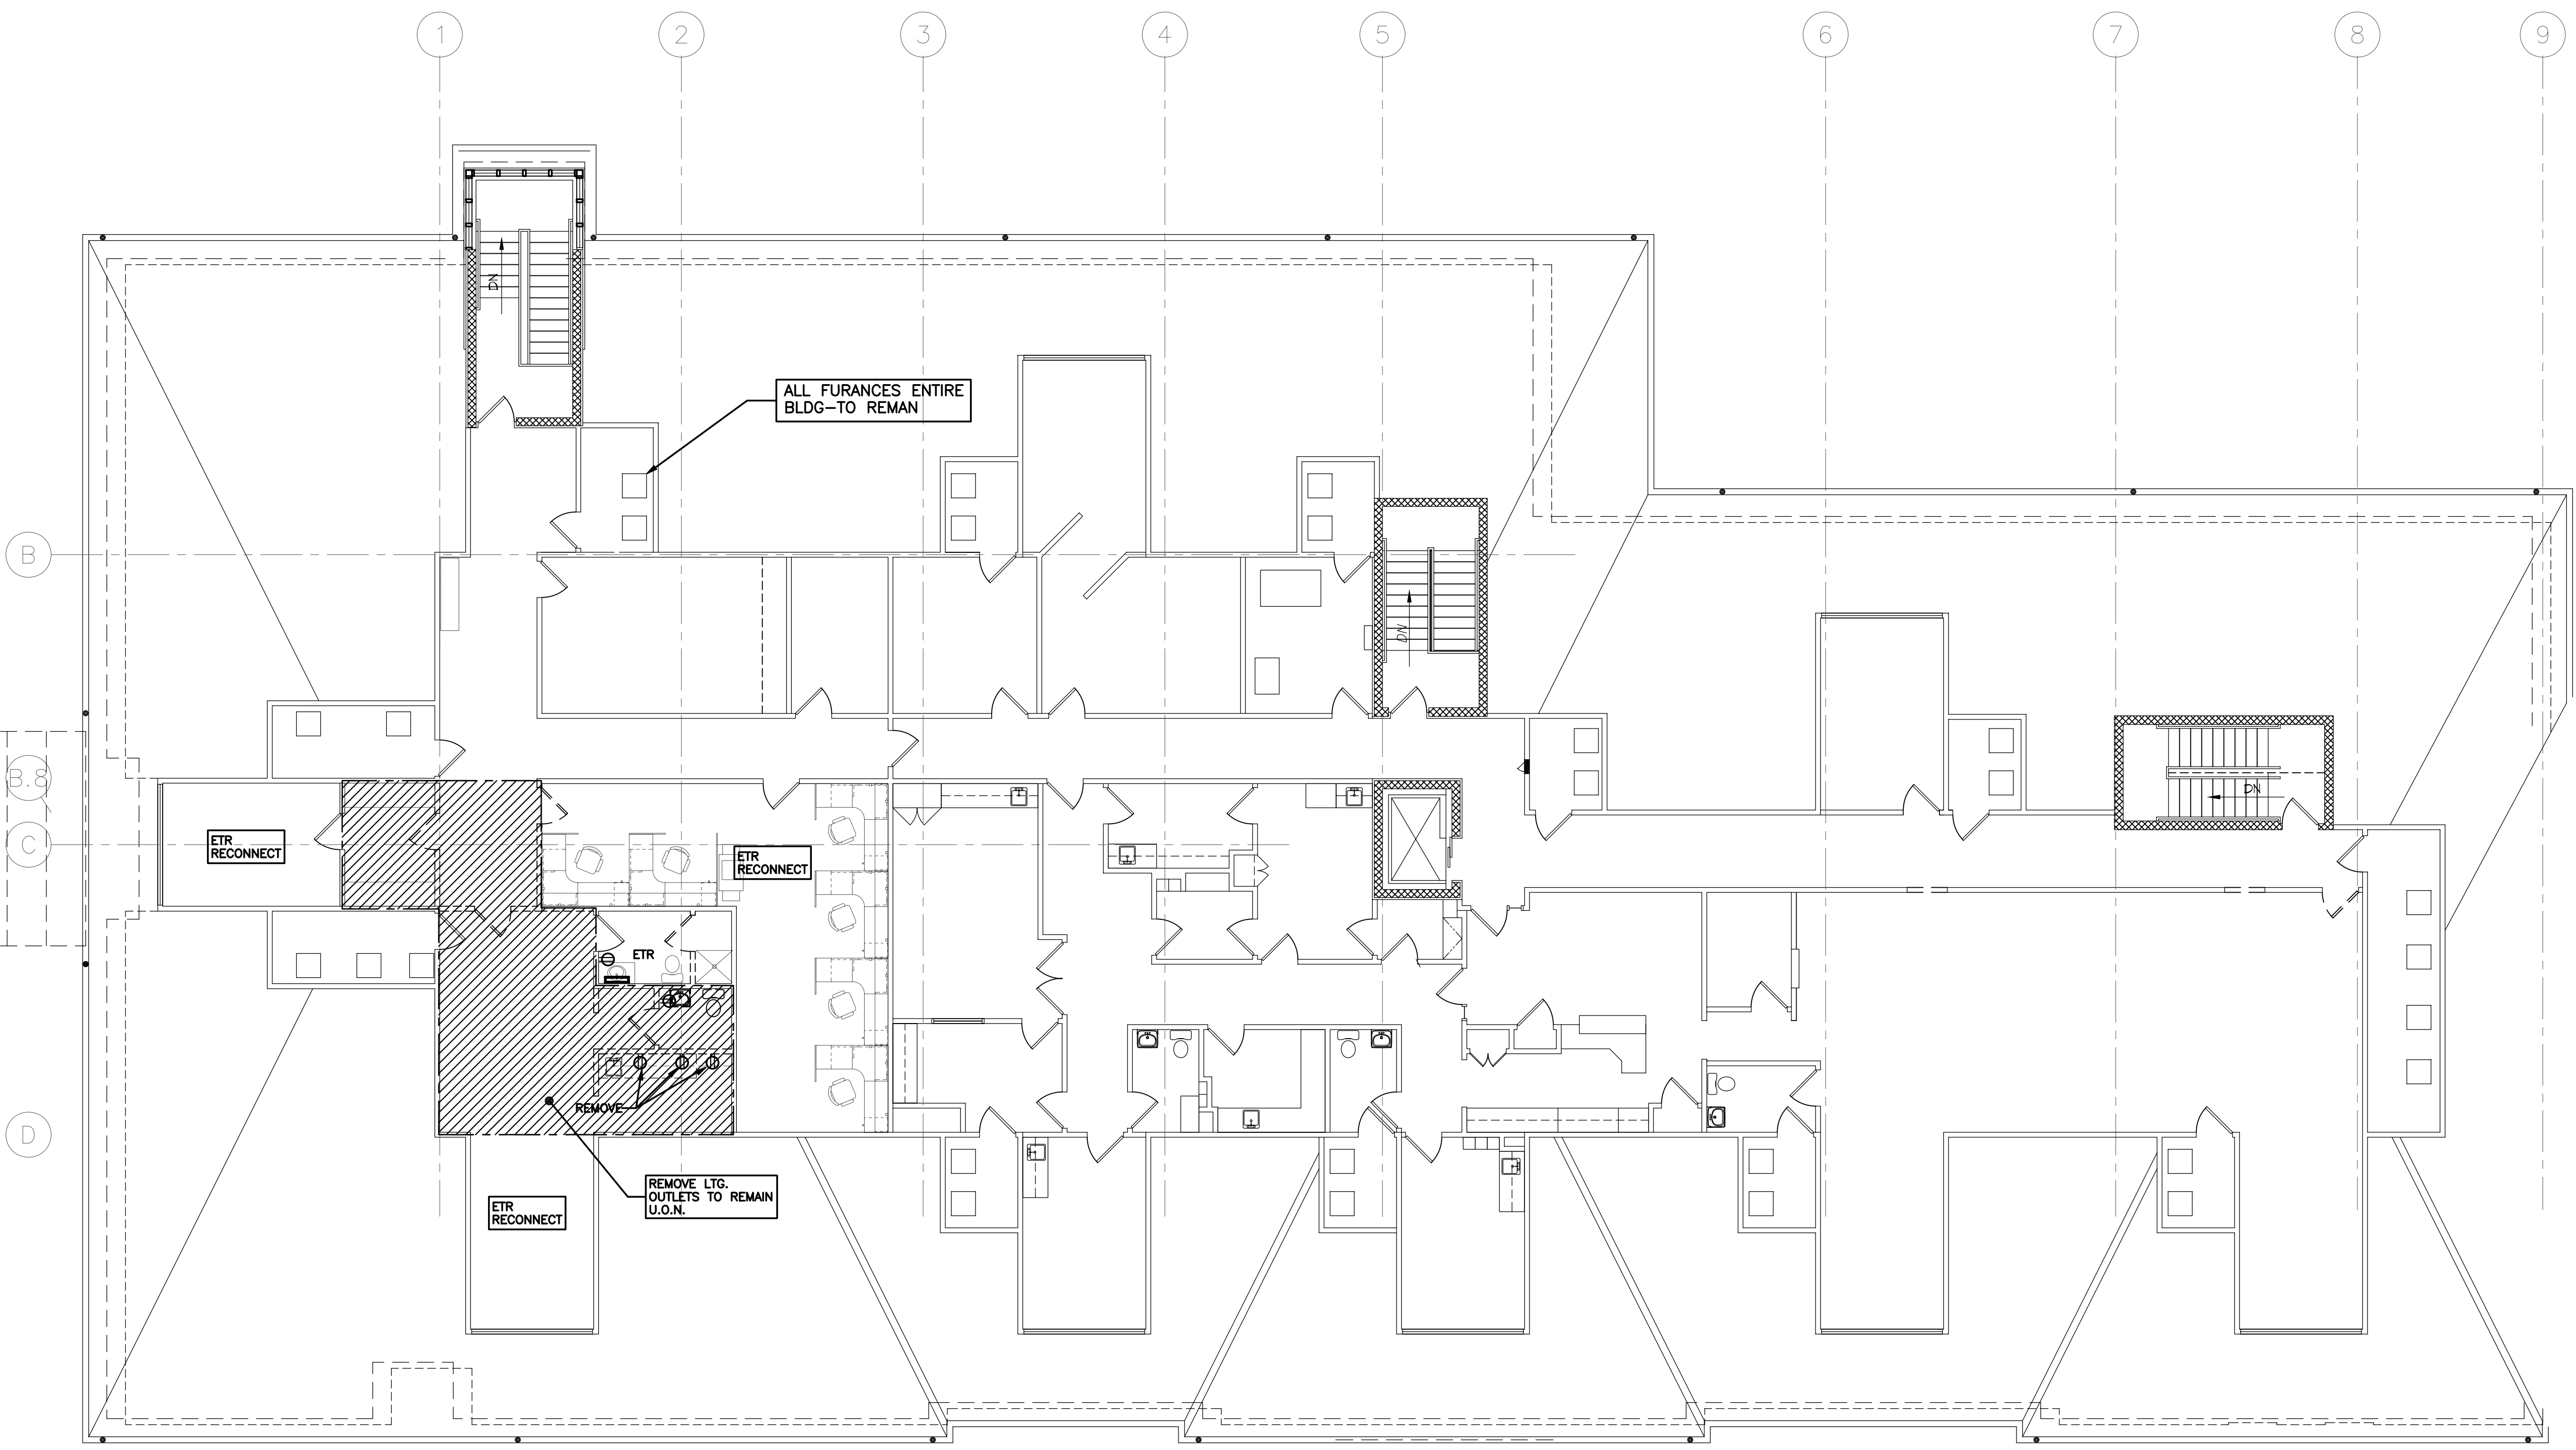 1
2
3
4
5
6
7
8
9
DN
ALL FURANCES ENTIRE
BLDG-TO REMAN
B
DN
B.8
DN
C
ETR
RECONNECT
ETR
RECONNECT
ETR
REMOVE
D
REMOVE LTG.
OUTLETS TO REMAIN
U.O.N.
ETR
RECONNECT